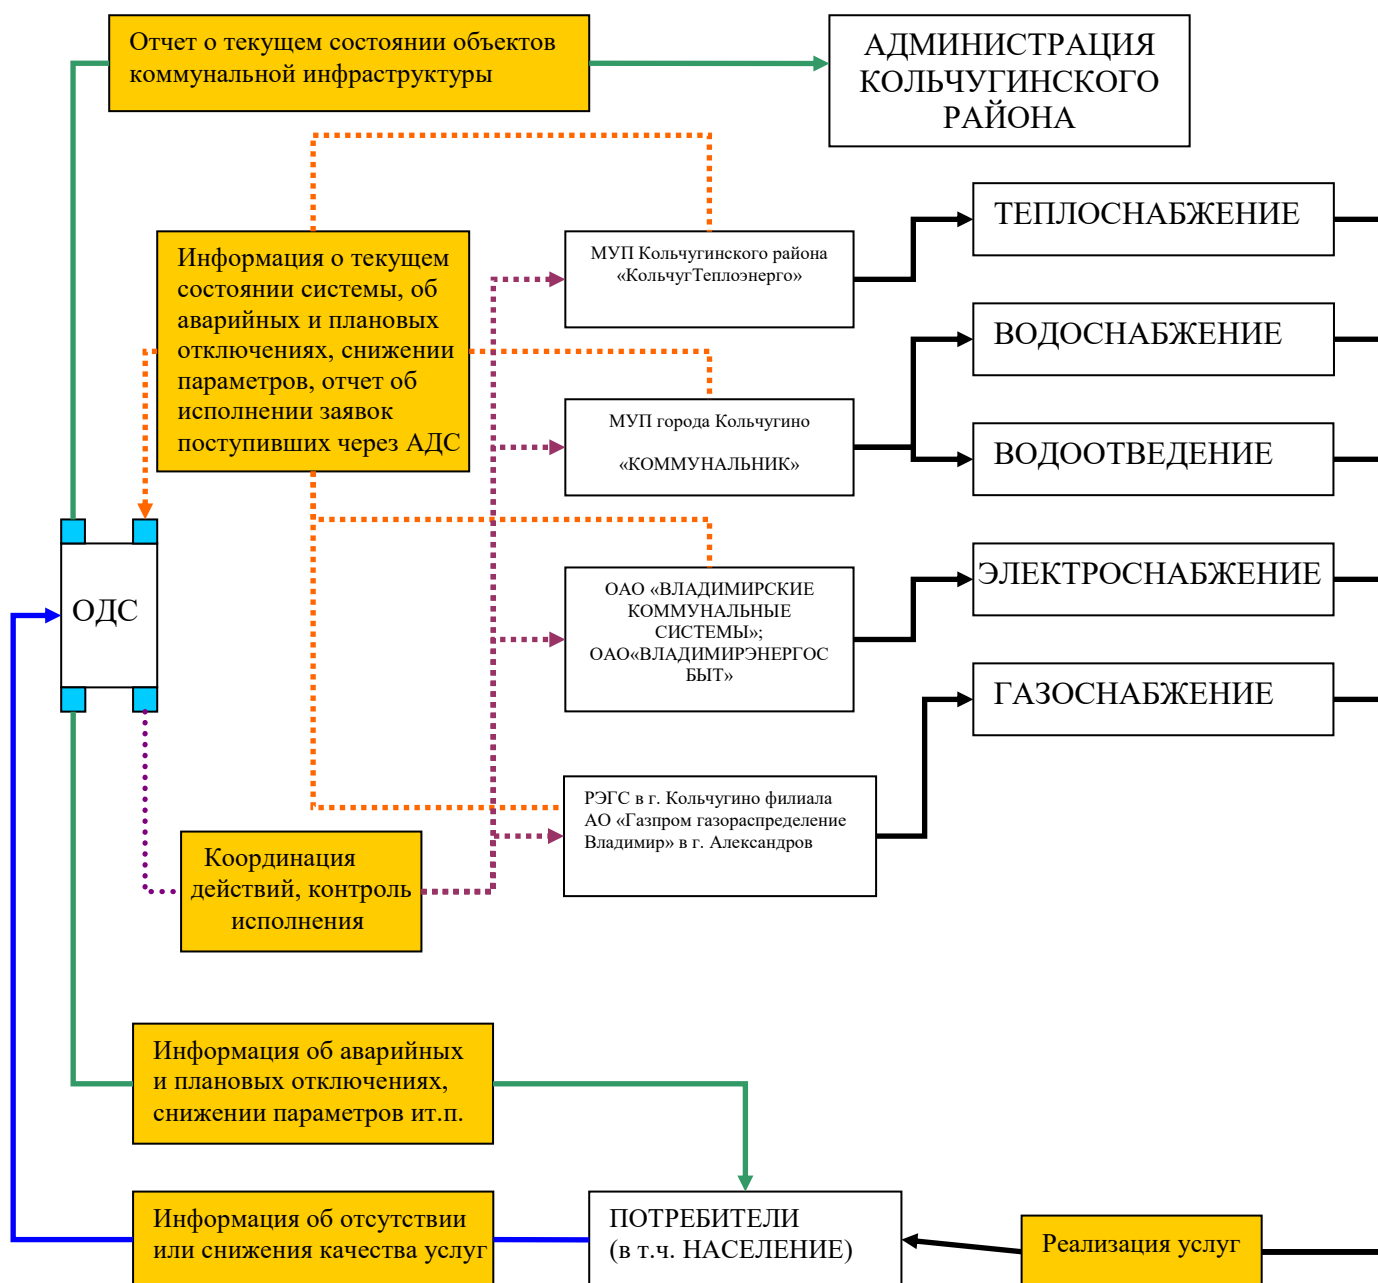 Отчет о текущем состоянии объектов
коммунальной инфраструктуры
АДМИНИСТРАЦИЯ
КОЛЬЧУГИНСКОГО
РАЙОНА
ТЕПЛОСНАБЖЕНИЕ
Информация о текущем
состоянии системы, об
аварийных и плановых
отключениях, снижении
параметров, отчет об
исполнении заявок
поступивших через АДС
МУП Кольчугинского района
«КольчугТеплоэнерго»
ВОДОСНАБЖЕНИЕ
МУП города Кольчугино
«КОММУНАЛЬНИК»
ВОДООТВЕДЕНИЕ
ОДС
ОАО «ВЛАДИМИРСКИЕ
КОММУНАЛЬНЫЕ
СИСТЕМЫ»;
ОАО«ВЛАДИМИРЭНЕРГОС
БЫТ»
ЭЛЕКТРОСНАБЖЕНИЕ
ГАЗОСНАБЖЕНИЕ
РЭГС в г. Кольчугино филиала
АО «Газпром газораспределение
Владимир» в г. Александров
Координация
действий, контроль
исполнения
Информация об аварийных
и плановых отключениях,
снижении параметров ит.п.
Информация об отсутствии
или снижения качества услуг
ПОТРЕБИТЕЛИ
(в т.ч. НАСЕЛЕНИЕ)
Реализация услуг